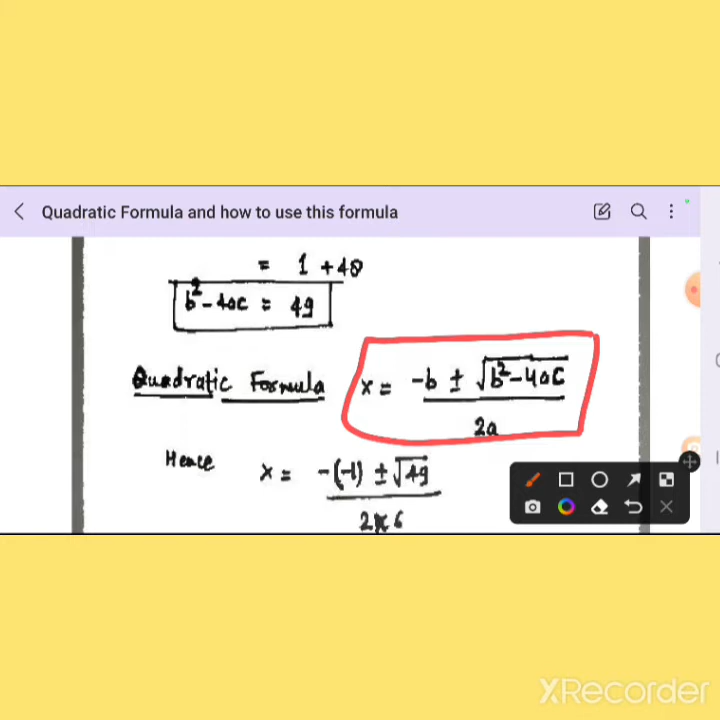 Quadratic Formula and how to use this formula
= 1 + 48
b² - 4ac = 49
Quadratic Formula x = -b ± √b² - 4ac / 2a
Hence x = -(-1) ± √49 / 2×6
XRecorder